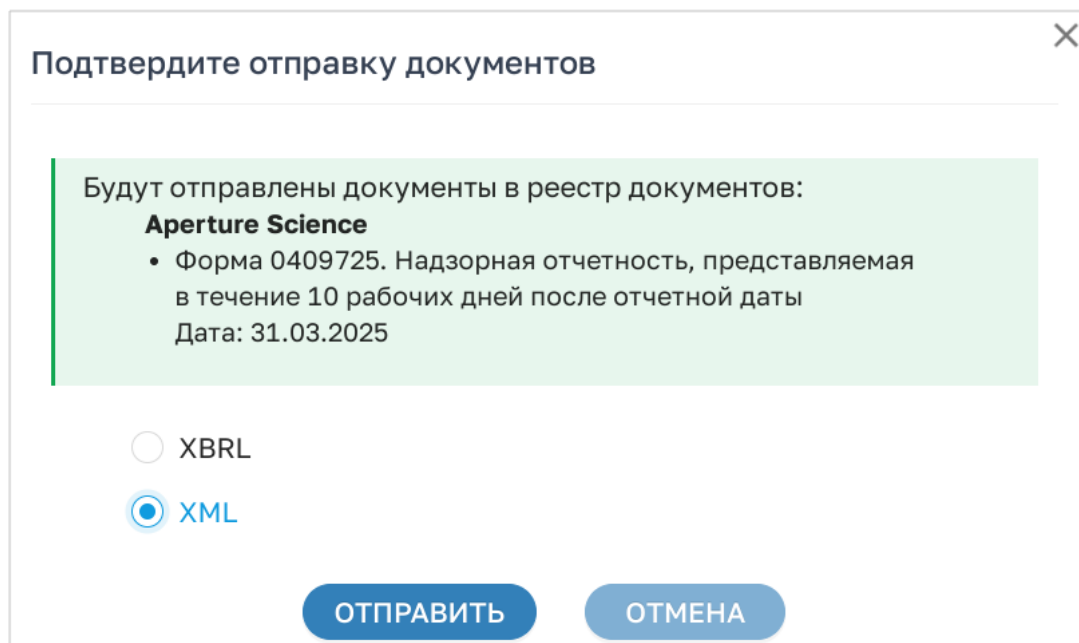 Подтвердите отправку документов
Будут отправлены документы в реестр документов:
Aperture Science
• Форма 0409725. Надзорная отчетность, представляемая
в течение 10 рабочих дней после отчетной даты
Дата: 31.03.2025
XBRL
XML
ОТПРАВИТЬ ОТМЕНА